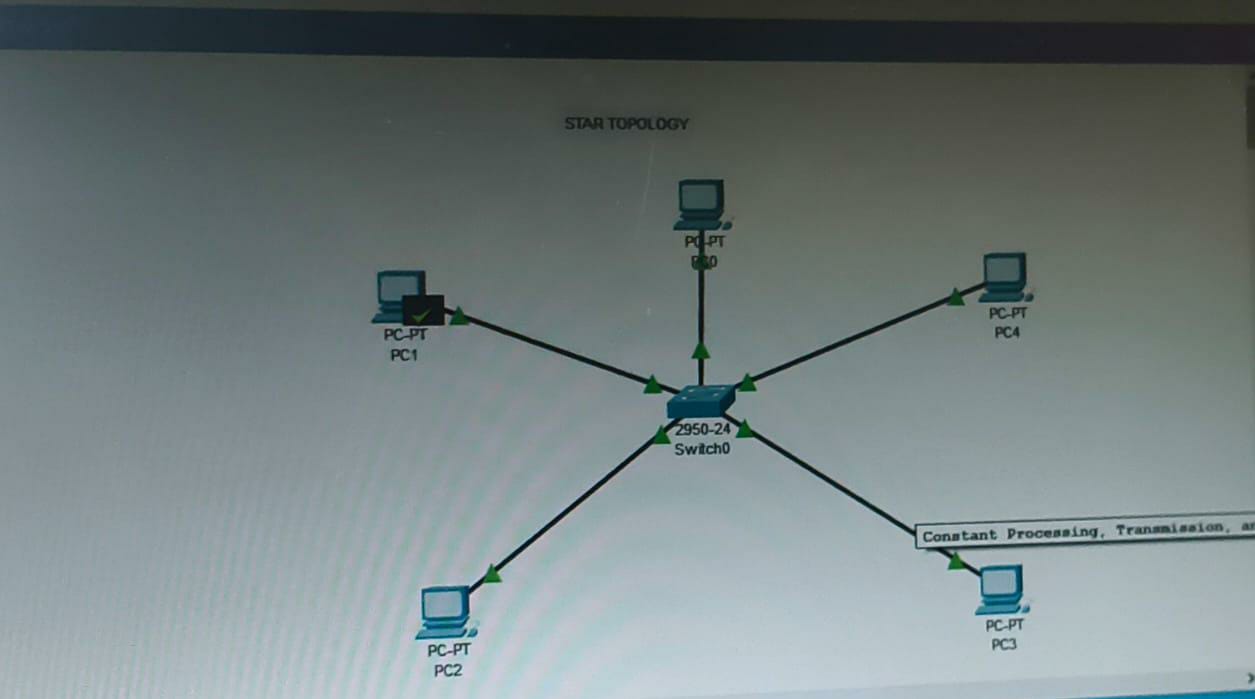 STAR TOPOLOGY
PC-PT
PC0
PC-PT
PC1
PC-PT
PC4
2950-24
Switch0
Constant Processing, Transmission,
PC-PT
PC3
PC-PT
PC2